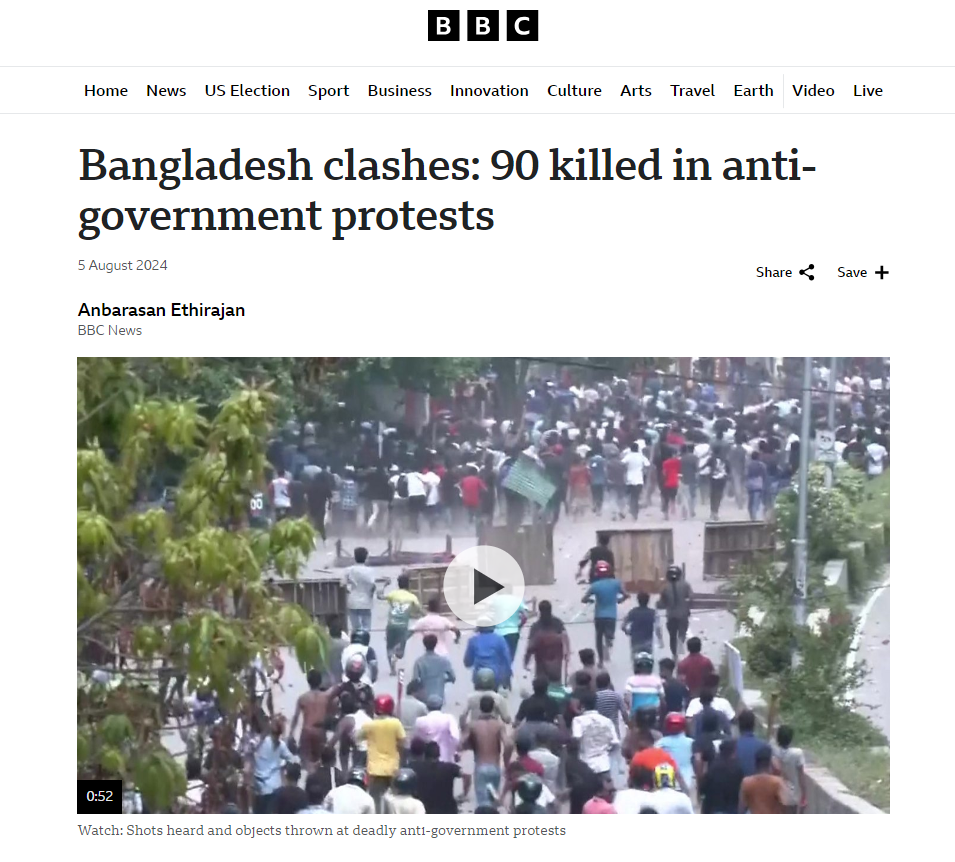 BBC
Home News US Election Sport Business Innovation Culture Arts Travel Earth Video Live
Bangladesh clashes: 90 killed in anti-
government protests
5 August 2024
Share Save
Anbarasan Ethirajan
BBC News
00
0:52
Watch: Shots heard and objects thrown at deadly anti-government protests